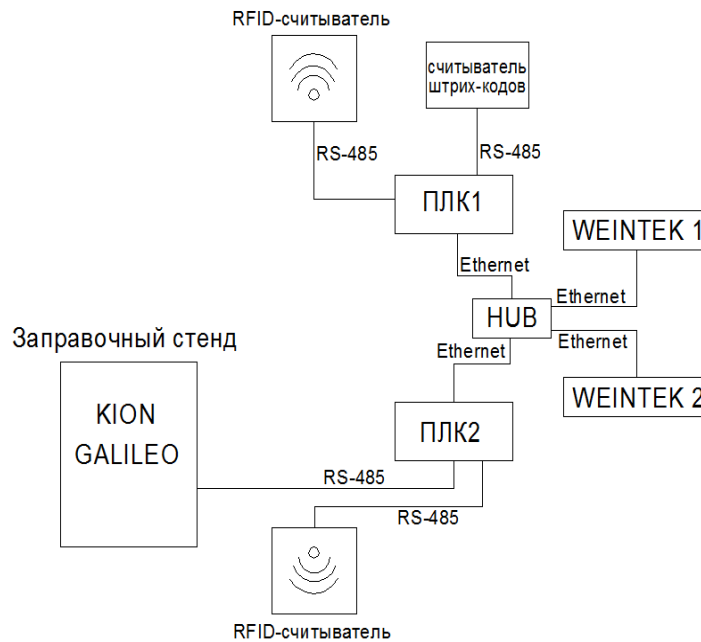 RFID-считыватель
считыватель
штрих-кодов
RS-485
RS-485
ПЛК1
WEINTEK 1
Ethernet
Ethernet
HUB
Ethernet
Ethernet
Заправочный стенд
WEINTEK 2
KION
GALILEO
ПЛК2
RS-485
RS-485
RFID-считыватель